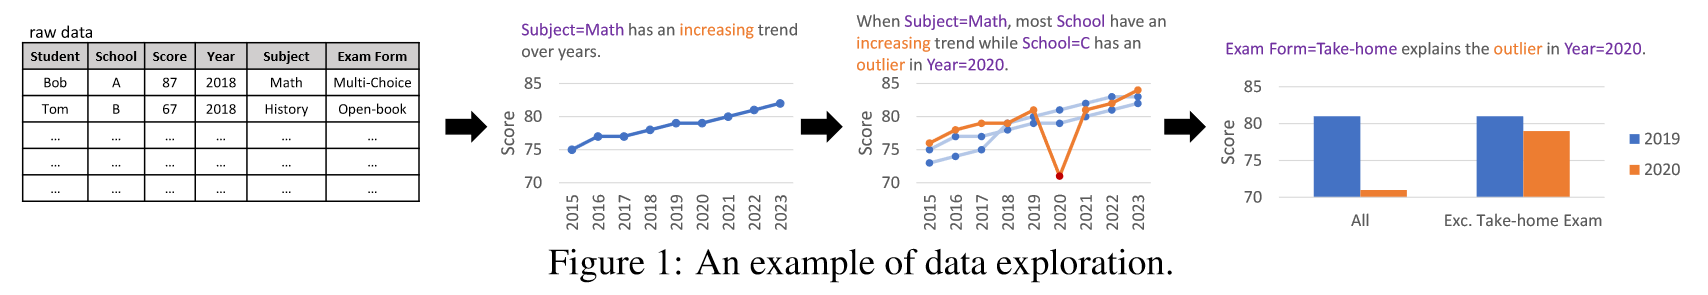 raw data
Student School Score Year Subject Exam Form
Bob A 87 2018 Math Multi-Choice
Tom B 67 2018 History Open-book
... ... ... ... ... ...
... ... ... ... ... ...
... ... ... ... ... ...
Subject=Math has an increasing trend
over years.
85
80
75
70
Score
2015 2016 2017 2018 2019 2020 2021 2022 2023
When Subject=Math, most School have an
increasing trend while School=C has an
outlier in Year=2020.
85
80
75
70
Score
2015 2016 2017 2018 2019 2020 2021 2022 2023
Exam Form=Take-home explains the outlier in Year=2020.
85
80
75
70
Score
All Exc. Take-home Exam
2019
2020
Figure 1: An example of data exploration.